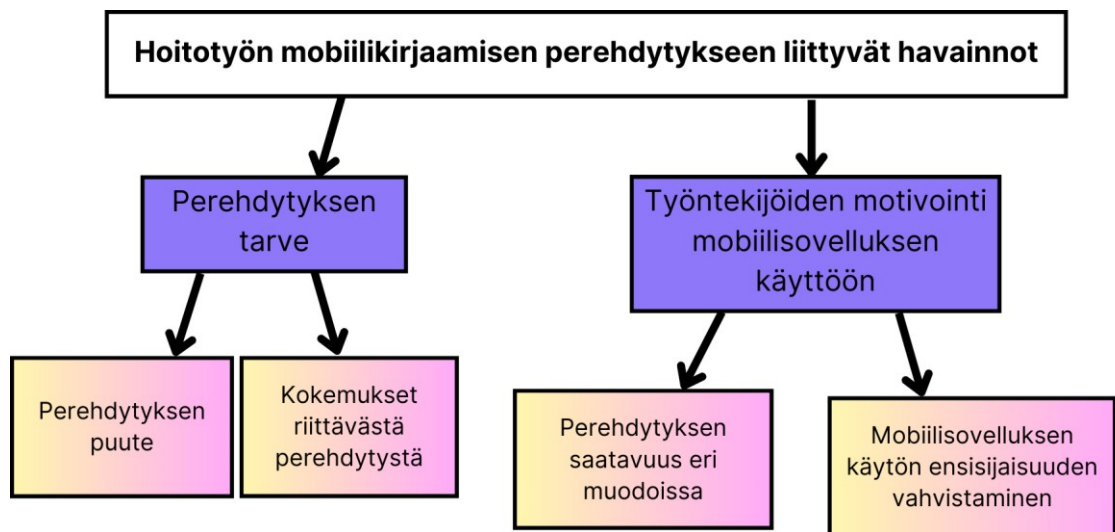 Hoitotyön mobiilikirjaamisen perehdytykseen liittyvät havainnot
Perehdytyksen
tarve
Työntekijöiden motivointi
mobiilisovelluksen
käyttöön
Perehdytyksen
puute
Kokemukset
riittävästä
perehdytystä
Perehdytyksen
saatavuus eri
muodoissa
Mobiilisovelluksen
käytön ensisijaisuuden
vahvistaminen